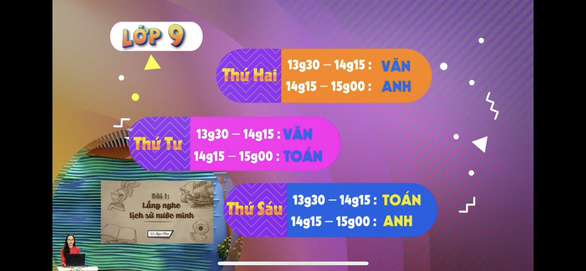 LỚP 9
Thứ Hai
13g30 – 14g15 : VĂN
14g15 – 15g00 : ANH
Thứ Tư
13g30 – 14g15 : VĂN
14g15 – 15g00 : TOÁN
Thứ Sáu
13g30 – 14g15 : TOÁN
14g15 – 15g00 : ANH
Bài 1:
Lắng nghe
lịch sử nước mình